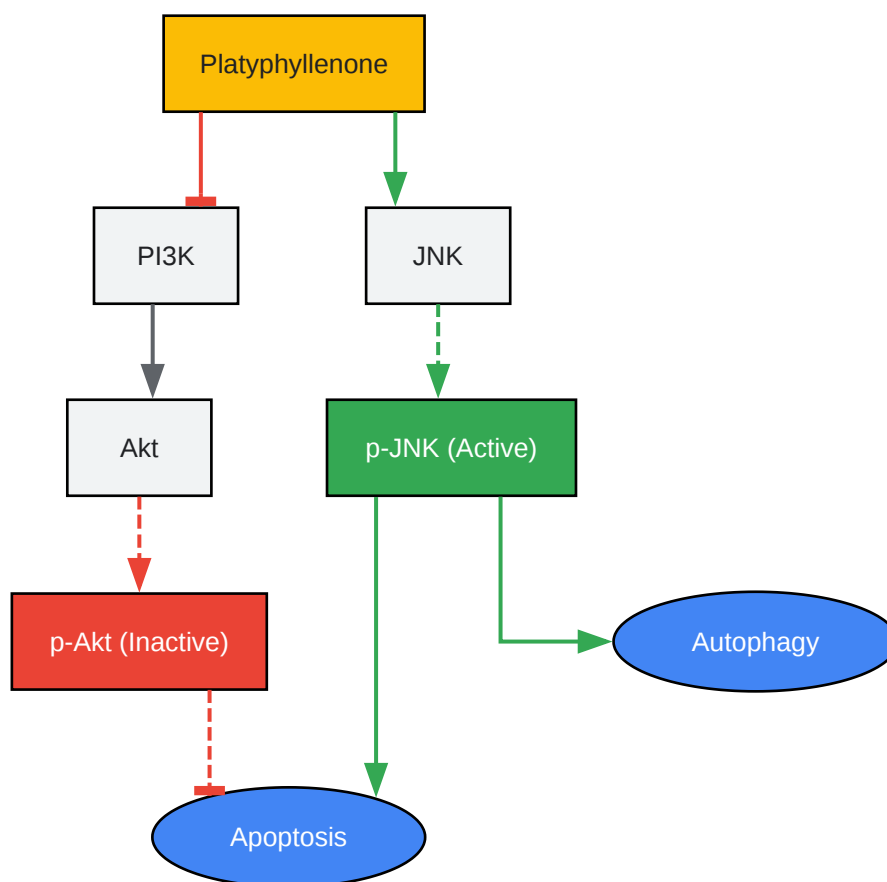 Platyphyllenone
PI3K
JNK
Akt
p-JNK (Active)
p-Akt (Inactive)
Autophagy
Apoptosis